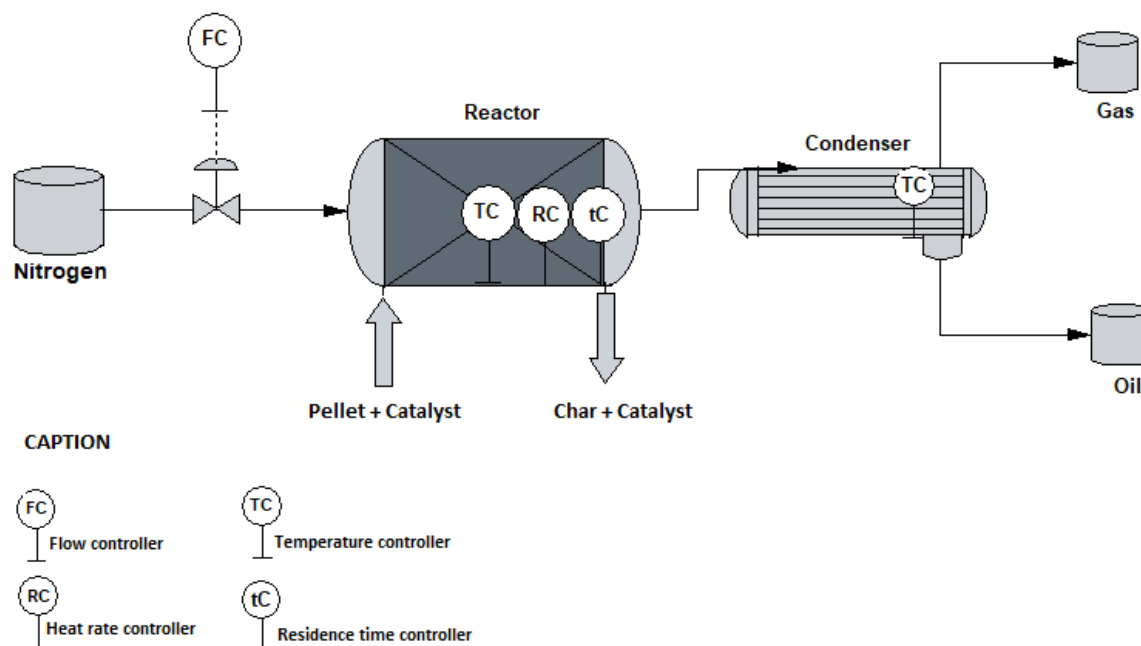 FC
Gas
Reactor
Condenser
TC
TC
RC
tC
Nitrogen
Oil
Pellet + Catalyst
Char + Catalyst
CAPTION
FC
Flow controller
TC
Temperature controller
RC
Heat rate controller
tC
Residence time controller